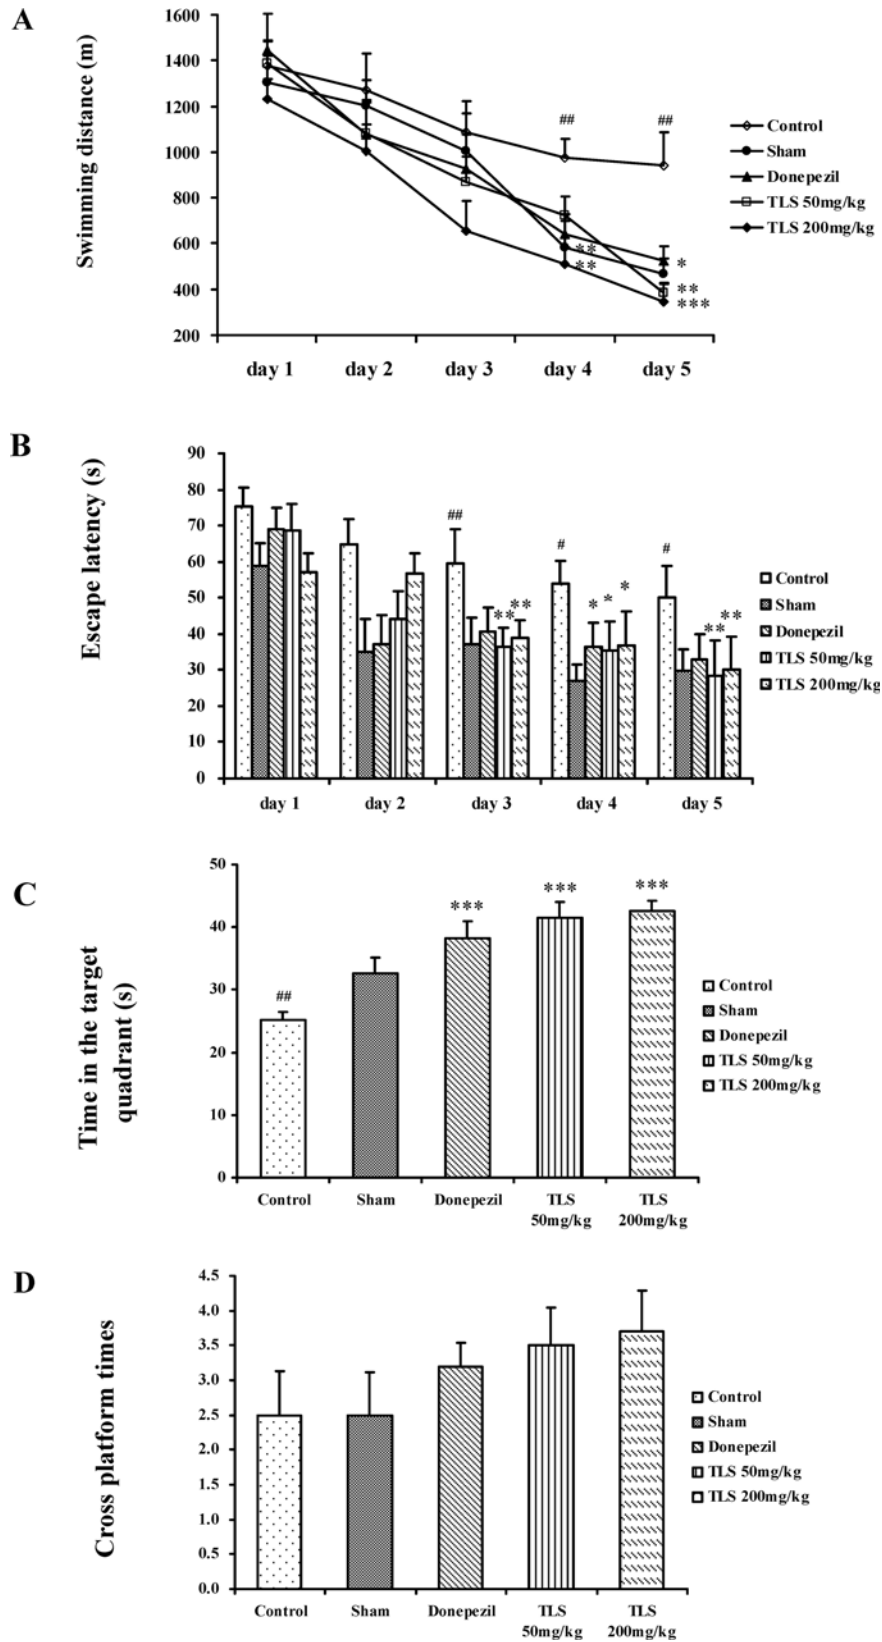 A
Swimming distance (m)
1600
1400
1200
1000
800
600
400
200
##
##
**
**
*
**
***
day 1
day 2
day 3
day 4
day 5
Control
Sham
Donepezil
TLS 50mg/kg
TLS 200mg/kg
B
Escape latency (s)
90
80
70
60
50
40
30
20
10
0
##
**
**
#
*
*
*
#
**
**
day 1
day 2
day 3
day 4
day 5
Control
Sham
Donepezil
TLS 50mg/kg
TLS 200mg/kg
C
Time in the target
quadrant (s)
50
40
30
20
10
0
##
***
***
***
Control
Sham
Donepezil
TLS
50mg/kg
TLS
200mg/kg
Control
Sham
Donepezil
TLS 50mg/kg
TLS 200mg/kg
D
Cross platform times
4.5
4.0
3.5
3.0
2.5
2.0
1.5
1.0
0.5
0.0
Control
Sham
Donepezil
TLS
50mg/kg
TLS
200mg/kg
Control
Sham
Donepezil
TLS 50mg/kg
TLS 200mg/kg